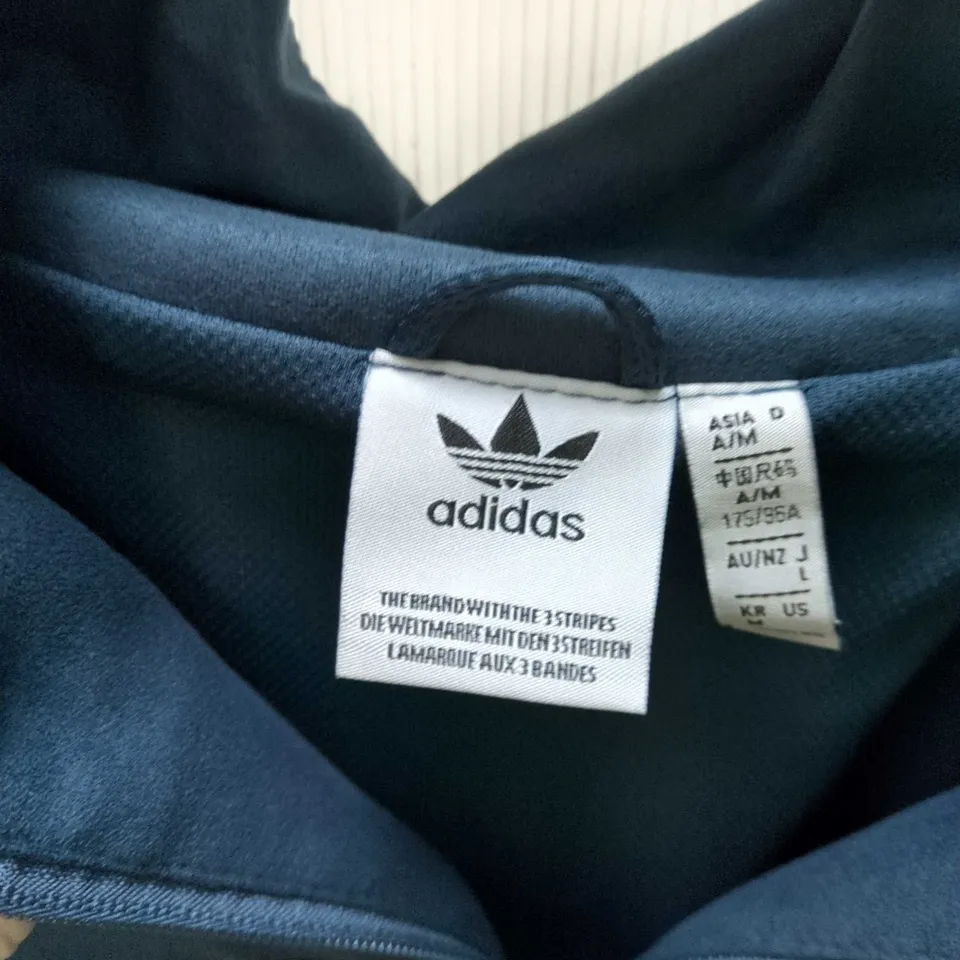 adidas
THE BRAND WITH THE 3 STRIPES
DIE WELTMARKE MIT DEN 3 STREIFEN
LA MARQUE AUX 3 BANDES
ASIA D
A/M
中国尺码
A/M
175/96A
AU/NZ J
L
KR US
M